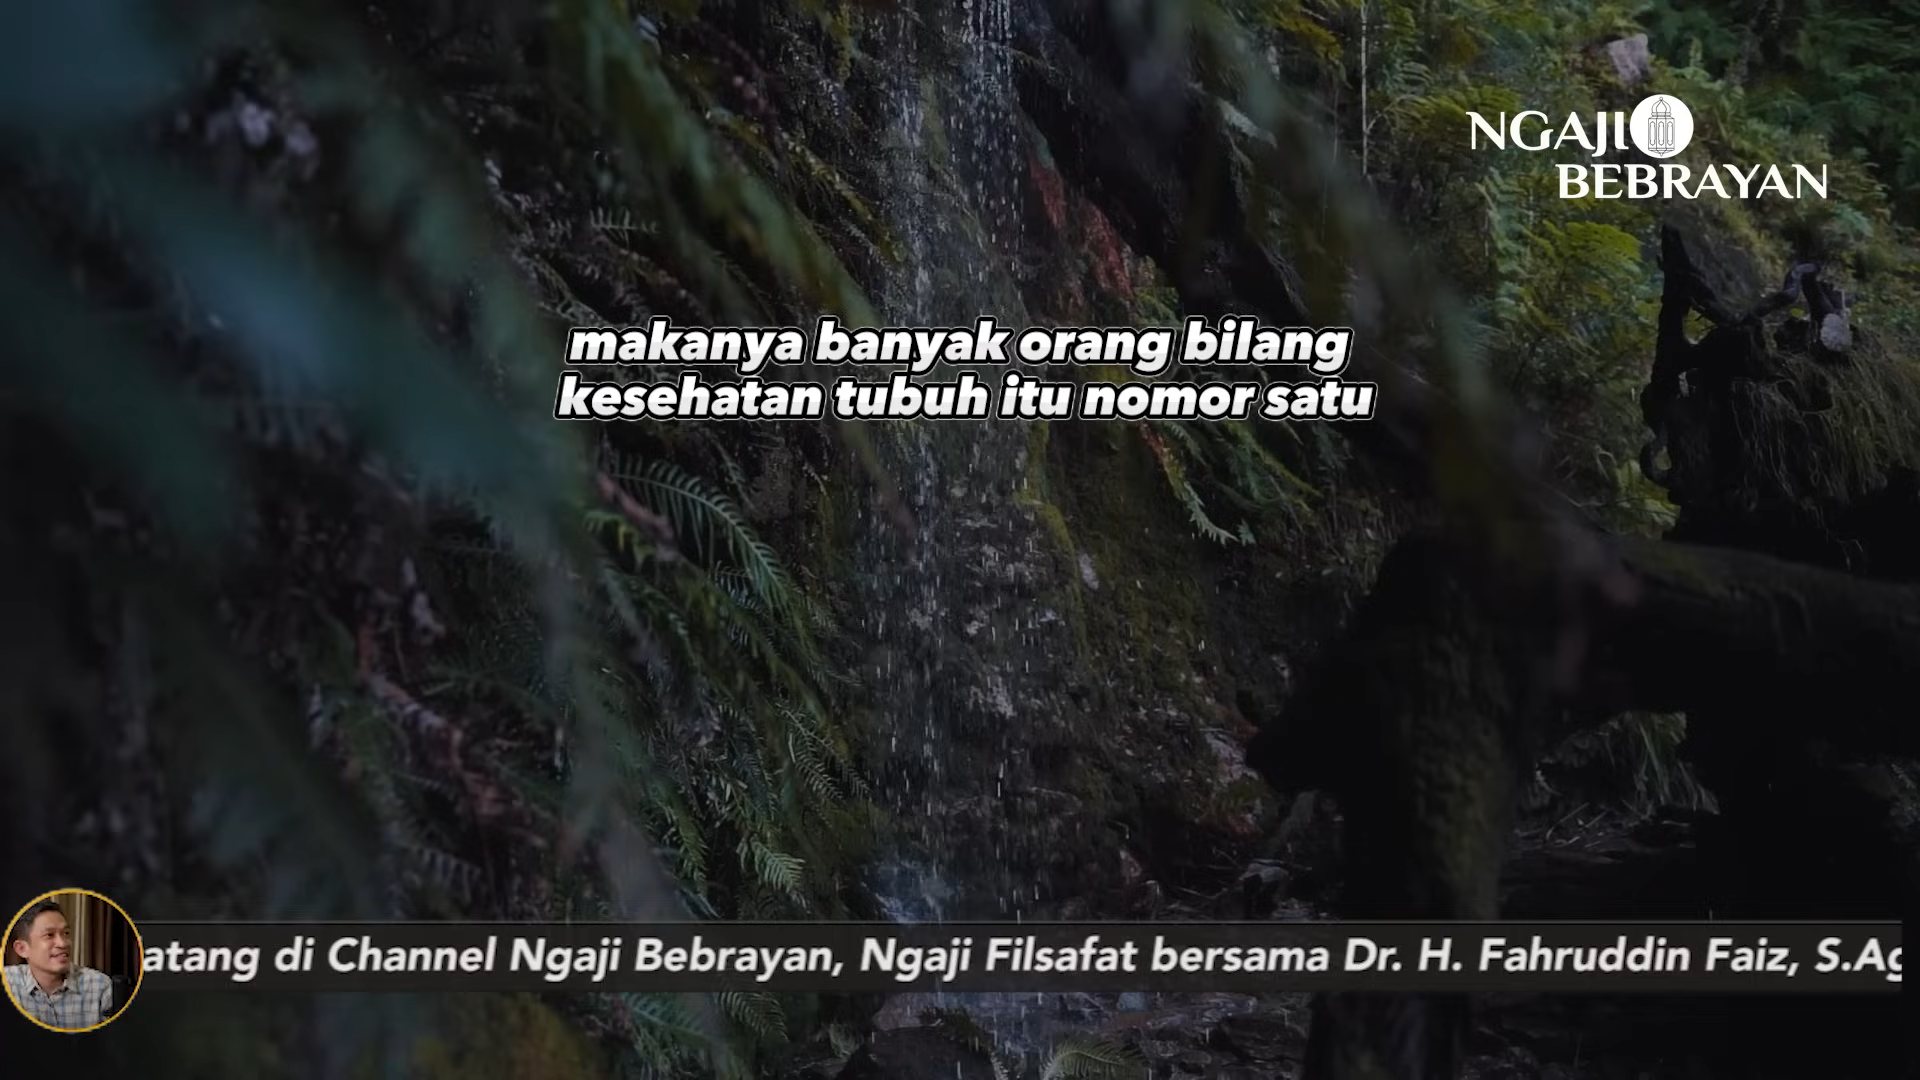 NGAJI
BEBRAYAN
makanya banyak orang bilang
kesehatan tubuh itu nomor satu
atang di Channel Ngaji Bebrayan, Ngaji Filsafat bersama Dr. H. Fahruddin Faiz, S.Ag